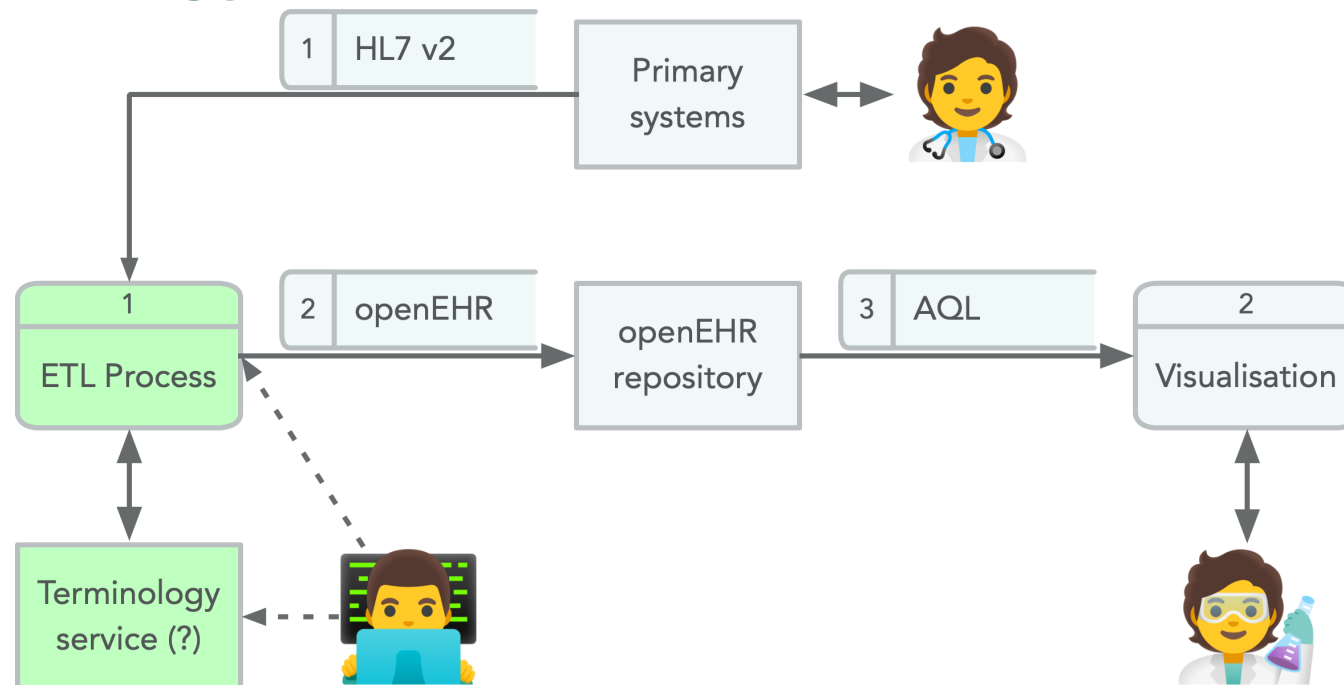 1
HL7 v2
Primary
systems
1
ETL Process
2
openEHR
openEHR
repository
3
AQL
2
Visualisation
Terminology
service (?)